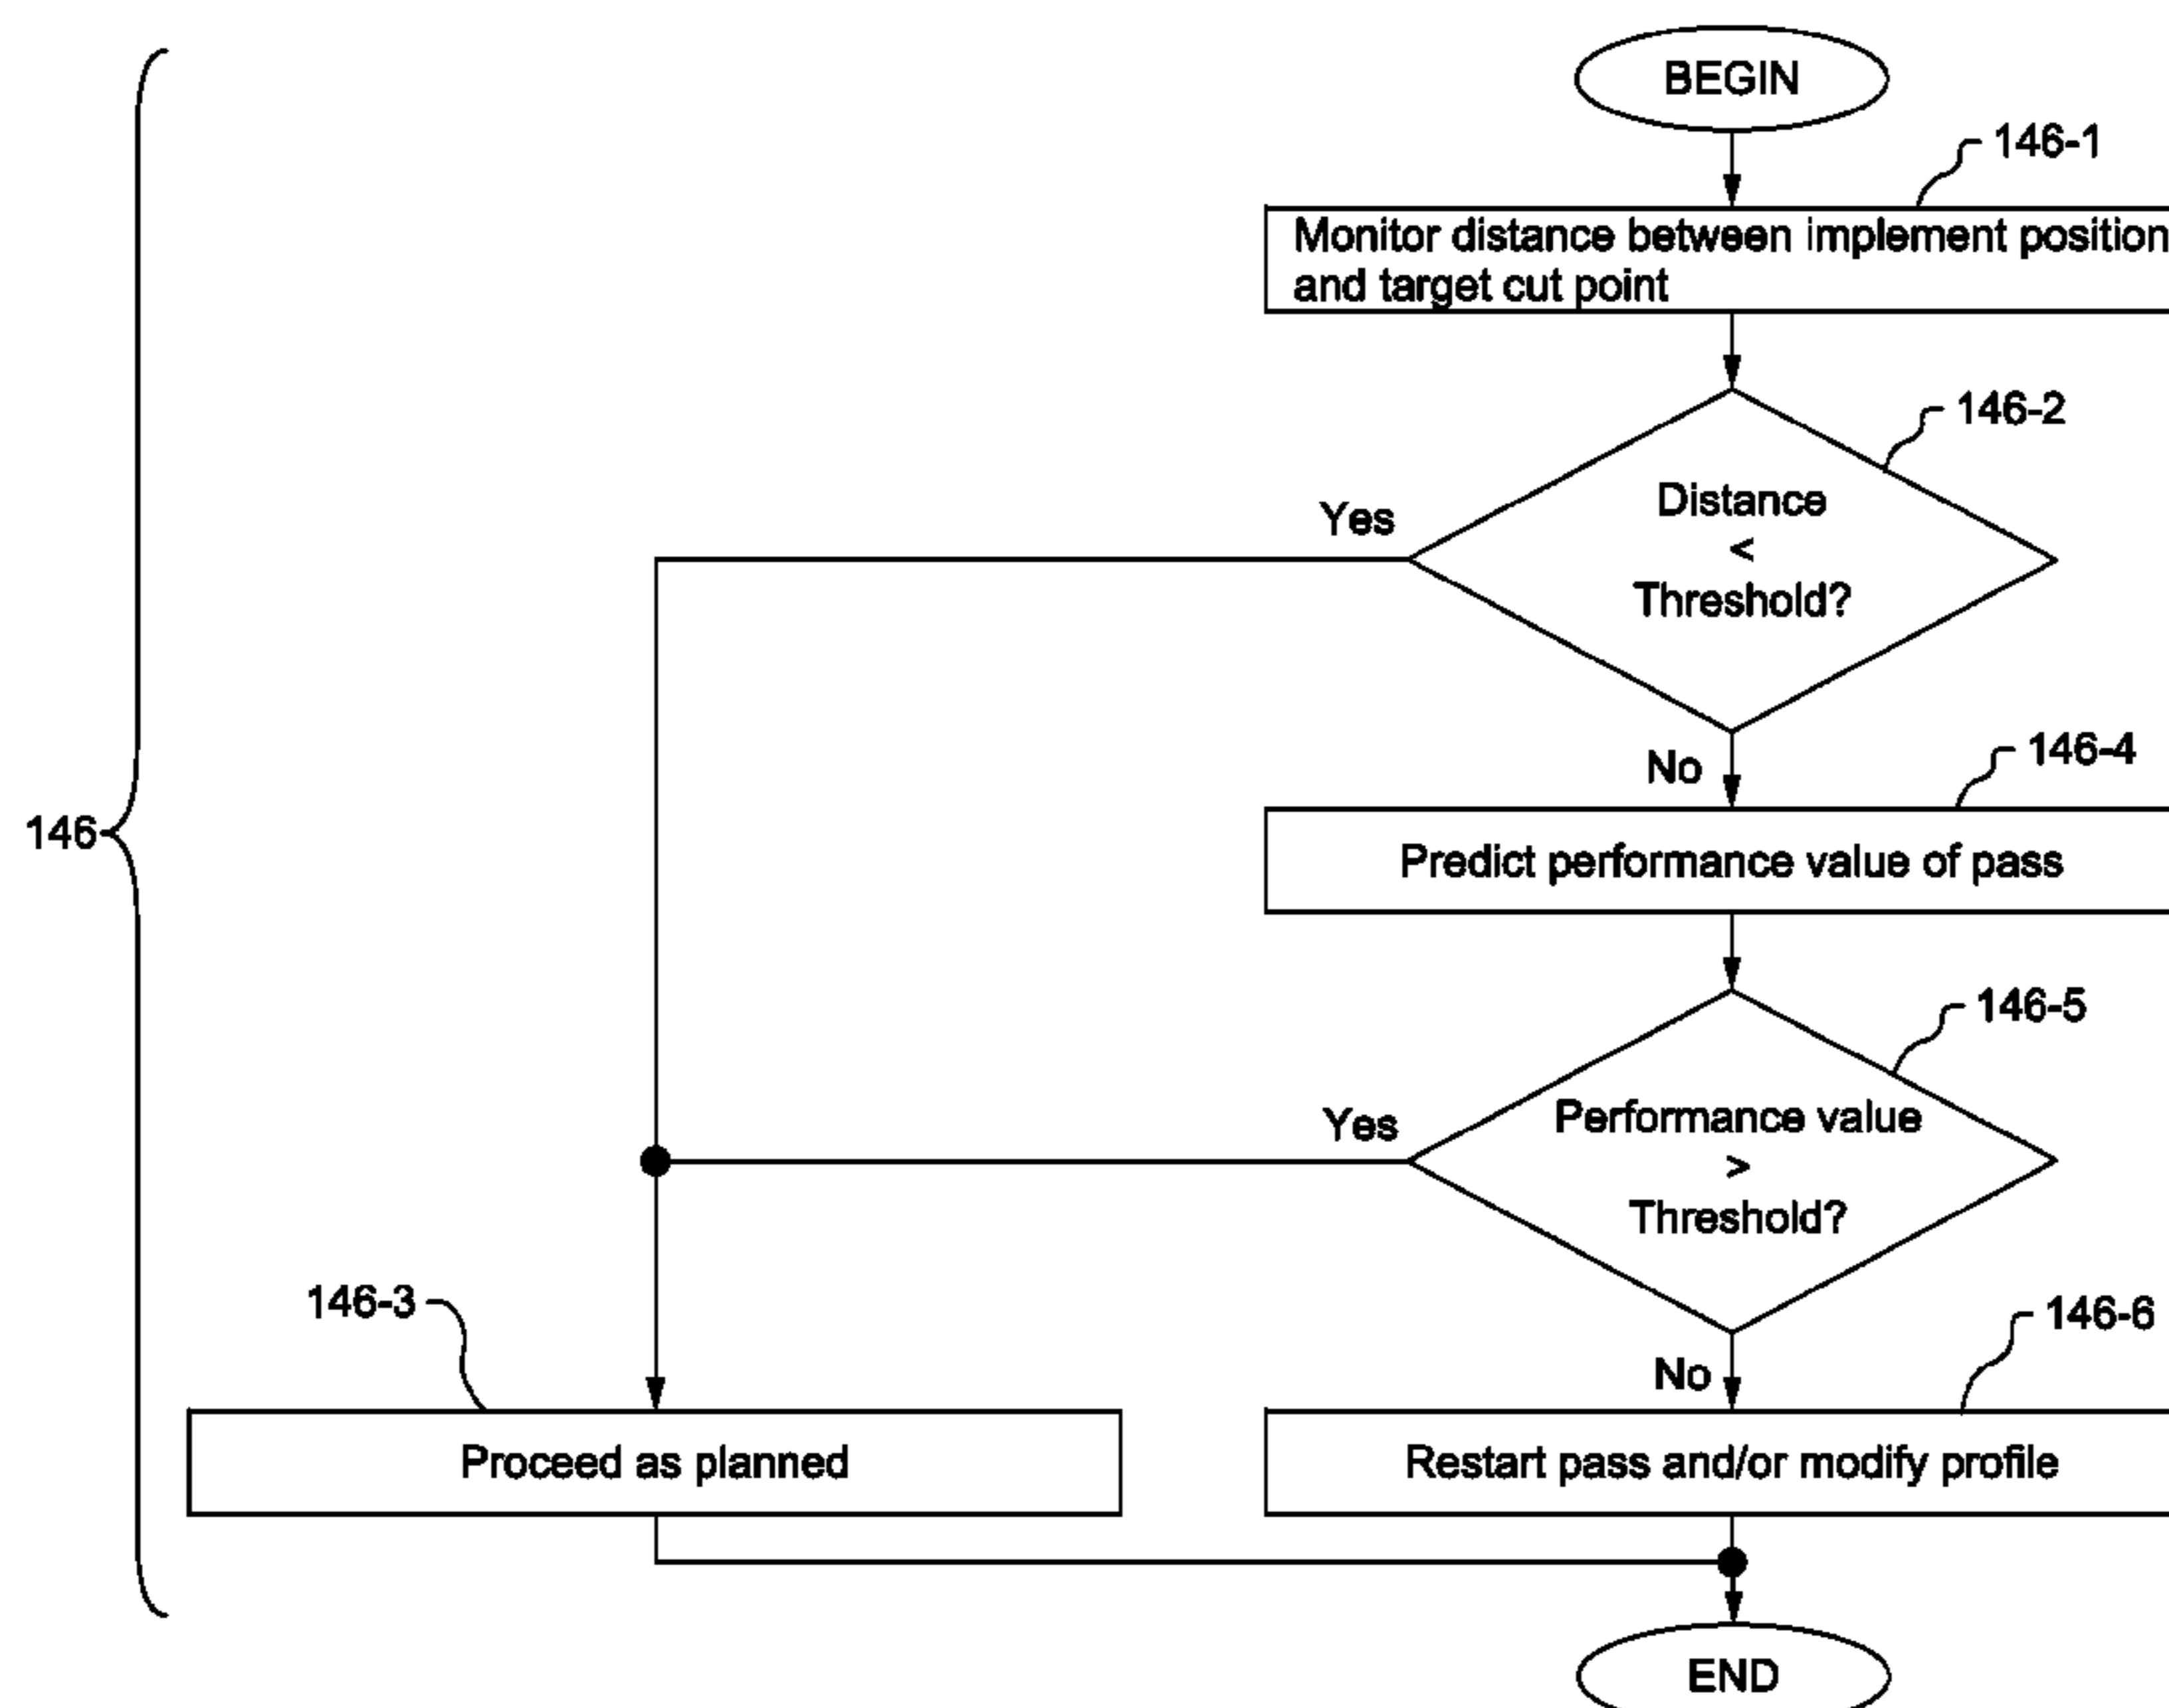 BEGIN
146-1
Monitor distance between implement position
and target cut point
146-2
Distance
<
Threshold?
Yes
No
146-4
Predict performance value of pass
146
146-5
Performance value
>
Threshold?
Yes
No
146-3
146-6
Proceed as planned
Restart pass and/or modify profile
END